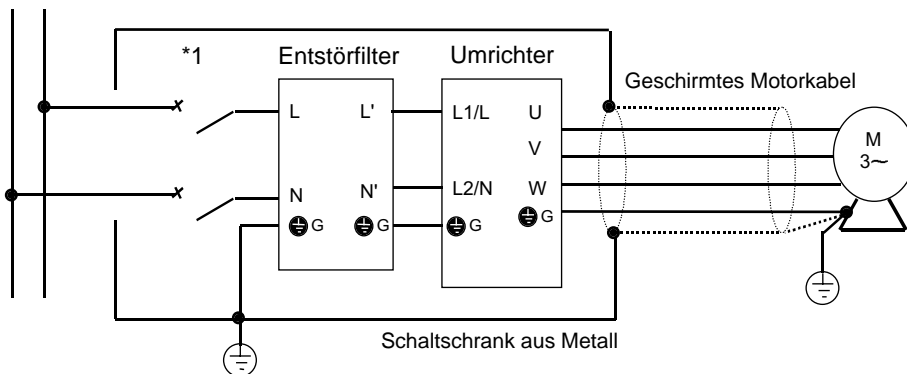 *1 Entstörfilter Umrichter
Geschirmtes Motorkabel
L L' L1/L U
M
3~
V
N N' L2/N W
G G G G
Schaltschrank aus Metall